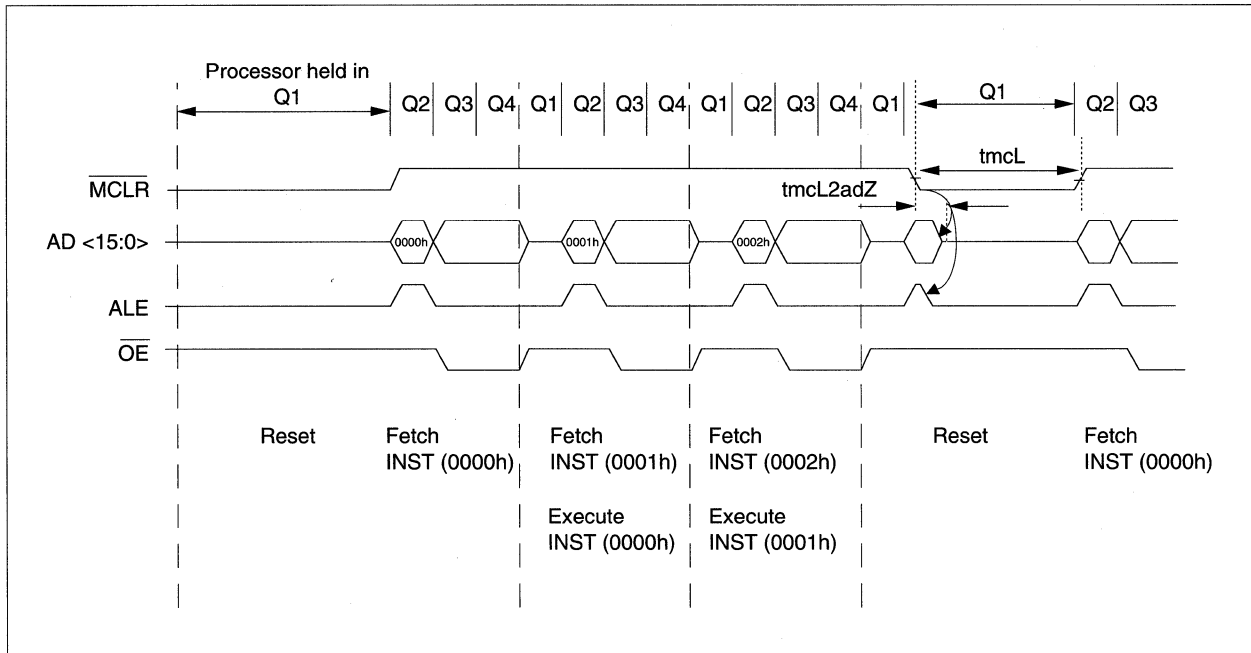 Processor held in
Q1
Q2 Q3 Q4 Q1 Q2 Q3 Q4 Q1 Q2 Q3 Q4 Q1 Q1 Q2 Q3
tmcL
MCLR
tmcL2adZ
AD <15:0>
0000h 0001h 0002h
ALE
OE
Reset
Fetch
INST (0000h)
Fetch
INST (0001h)
Execute
INST (0000h)
Fetch
INST (0002h)
Execute
INST (0001h)
Reset
Fetch
INST (0000h)